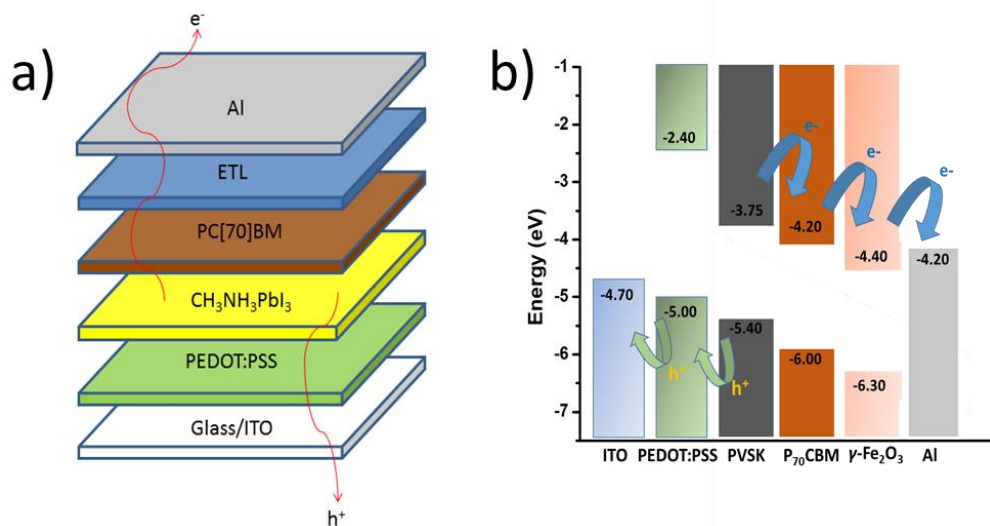 a)
e-
Al
ETL
PC[70]BM
CH₃NH₃PbI₃
PEDOT:PSS
Glass/ITO
h+
b)
Energy (eV)
-1
-2
-3
-4
-5
-6
-7
-2.40
-3.75
-4.20
-4.40
-4.20
-4.70
-5.00
-5.40
-6.00
-6.30
e-
e-
e-
h+
h+
ITO PEDOT:PSS PVSK P₇₀CBM γ-Fe₂O₃ Al